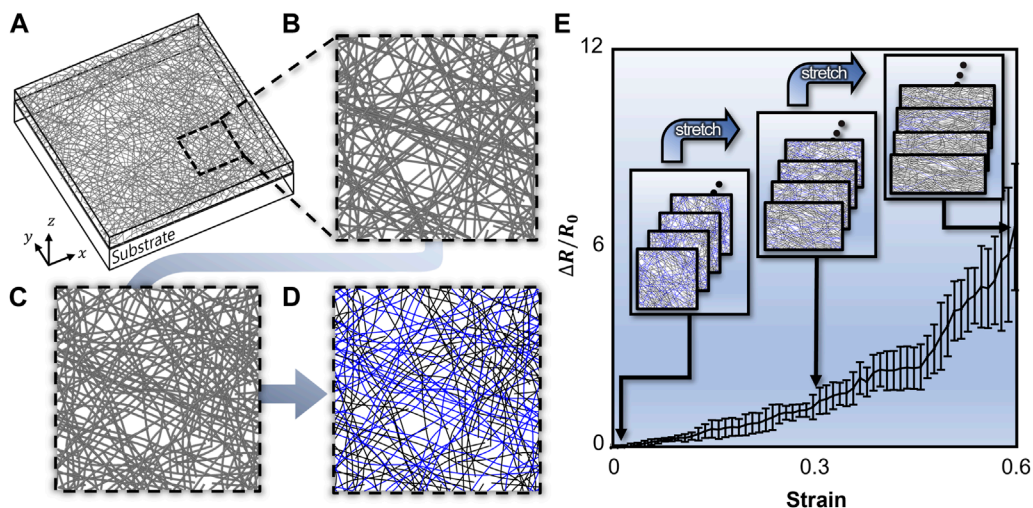 A
B
z
y
x
Substrate
C
D
E
12
stretch
stretch
ΔR/R₀
6
0
0
0.3
0.6
Strain